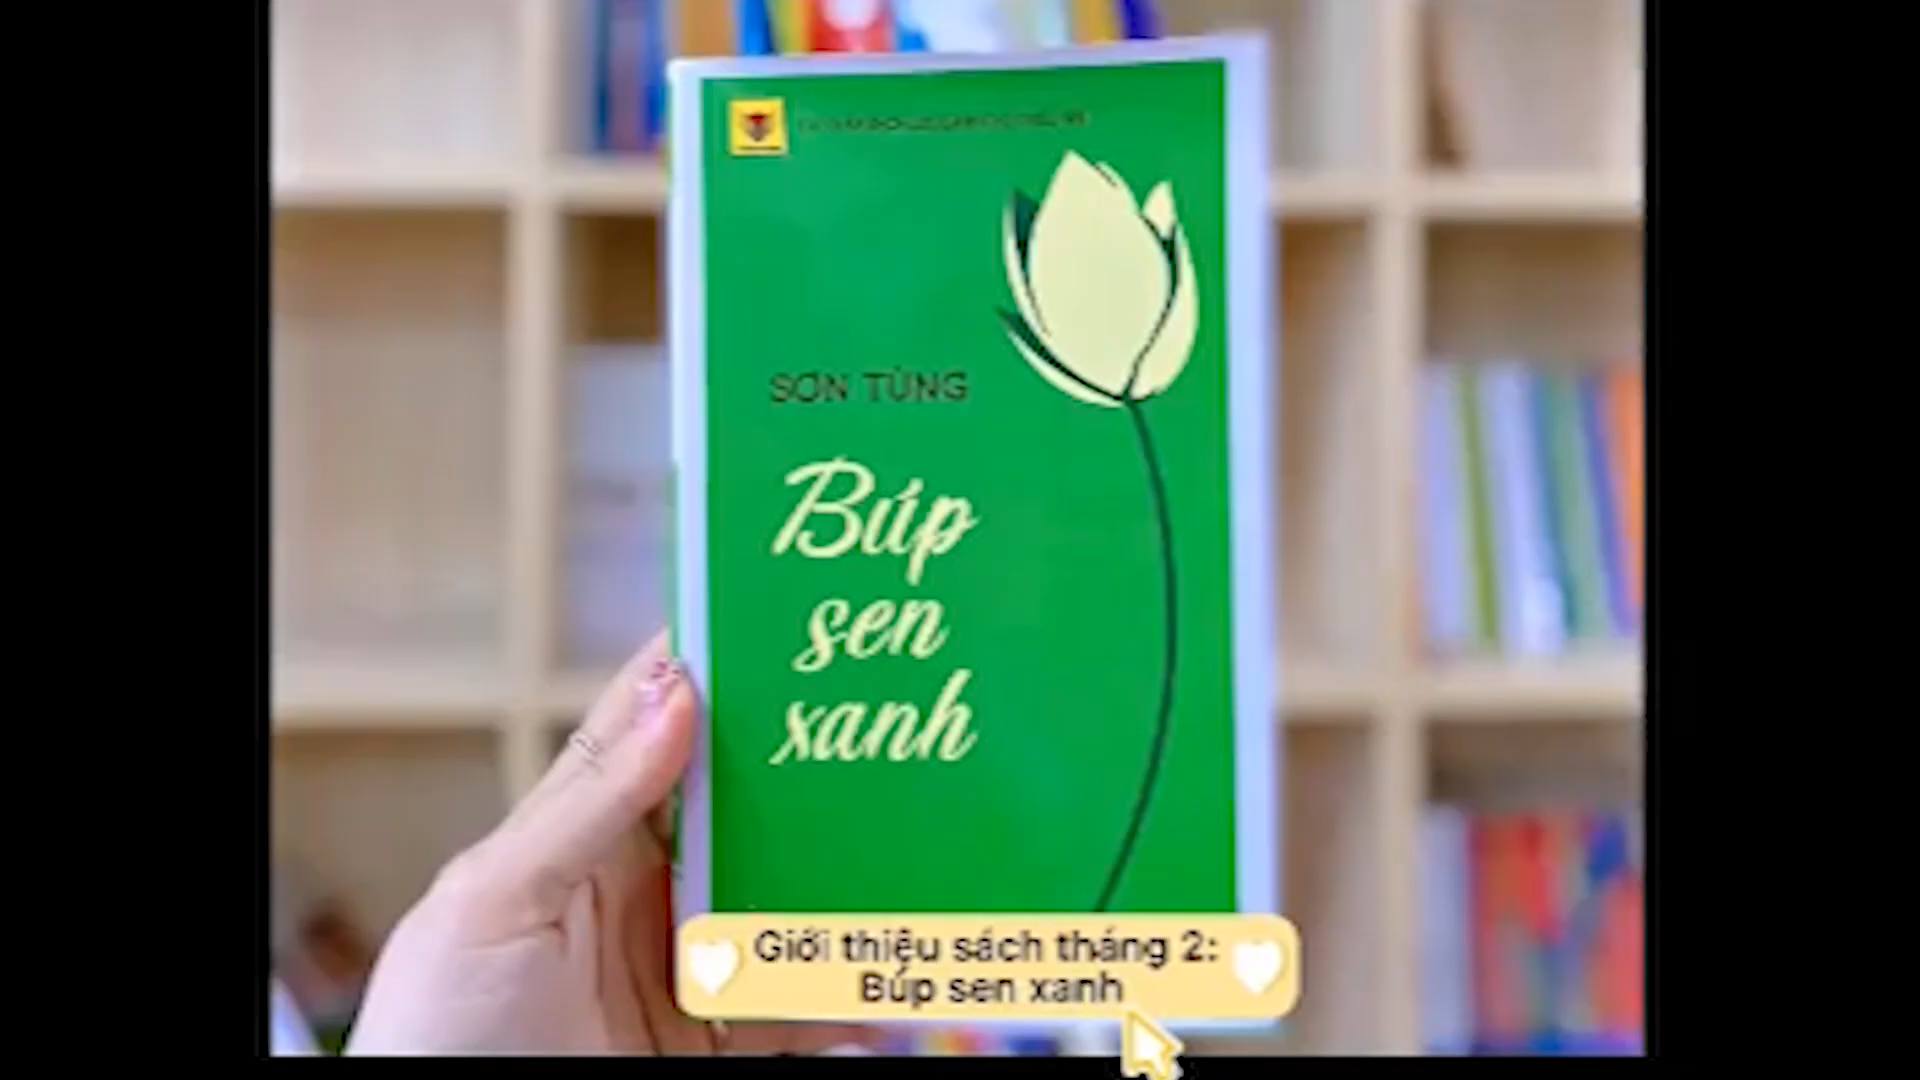 SƠN TÙNG
Búp
sen
xanh
Giới thiệu sách tháng 2:
Búp sen xanh